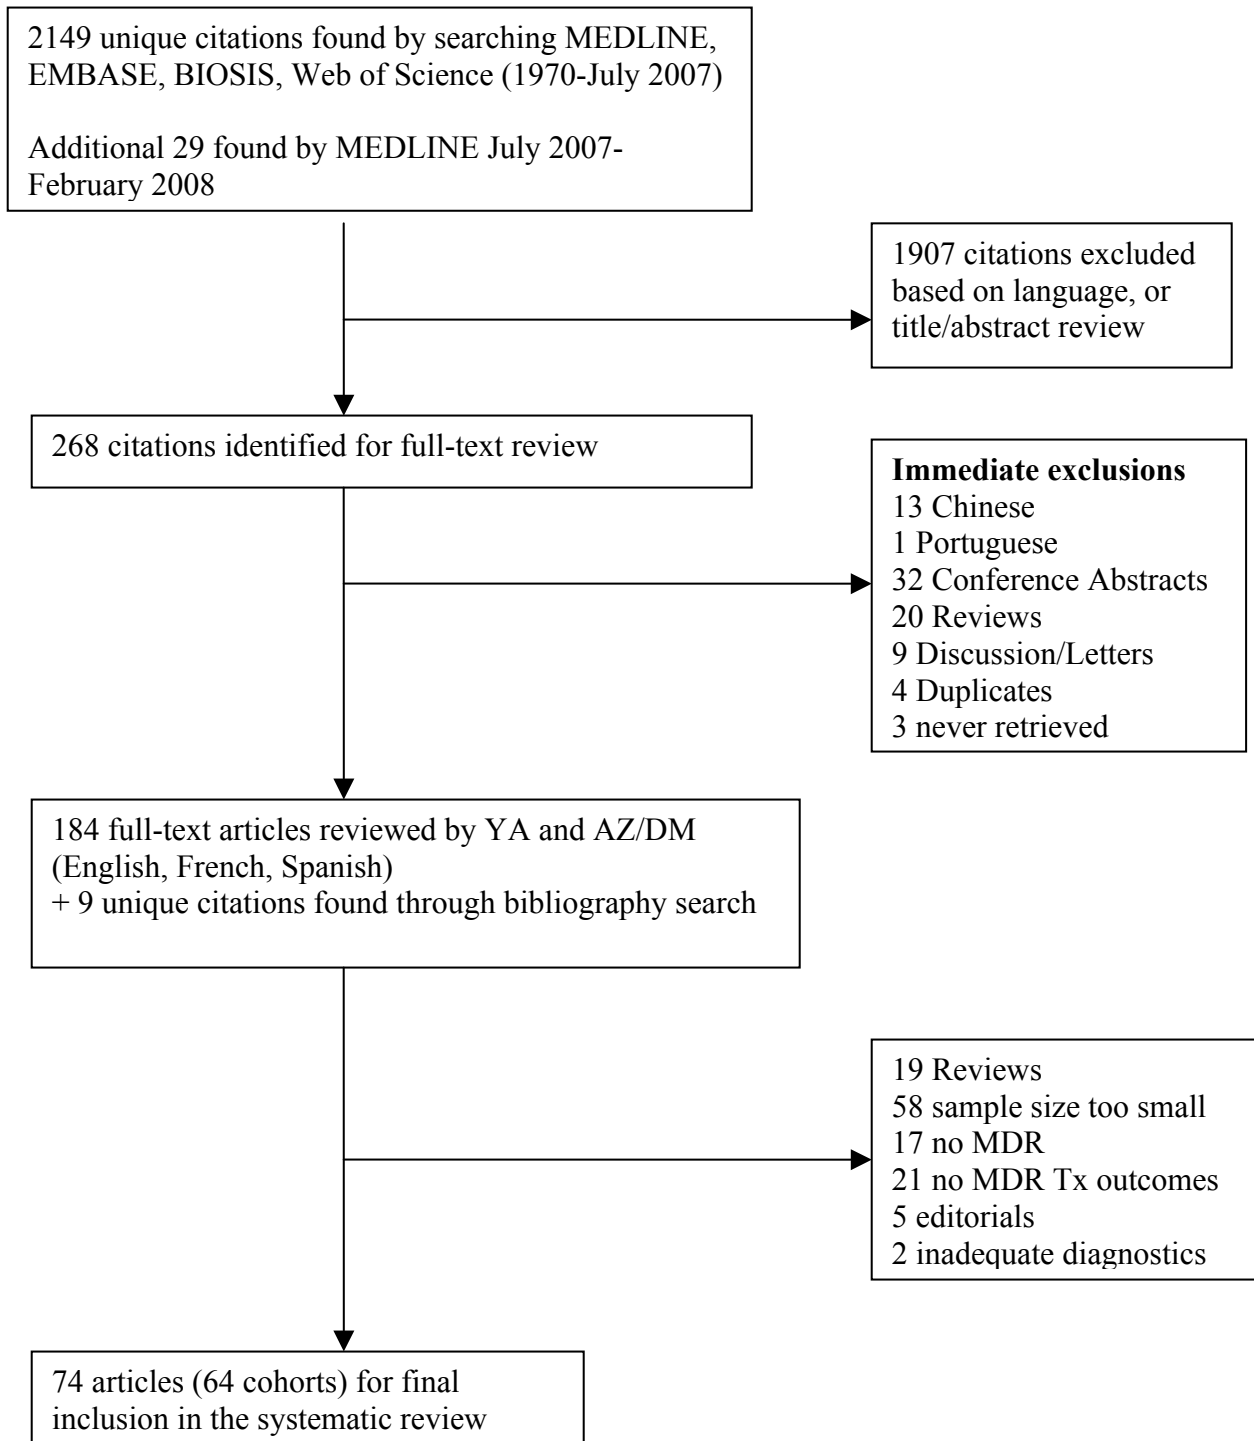 2149 unique citations found by searching MEDLINE,
EMBASE, BIOSIS, Web of Science (1970-July 2007)
Additional 29 found by MEDLINE July 2007-
February 2008
1907 citations excluded
based on language, or
title/abstract review
268 citations identified for full-text review
Immediate exclusions
13 Chinese
1 Portuguese
32 Conference Abstracts
20 Reviews
9 Discussion/Letters
4 Duplicates
3 never retrieved
184 full-text articles reviewed by YA and AZ/DM
(English, French, Spanish)
+ 9 unique citations found through bibliography search
19 Reviews
58 sample size too small
17 no MDR
21 no MDR Tx outcomes
5 editorials
2 inadequate diagnostics
74 articles (64 cohorts) for final
inclusion in the systematic review